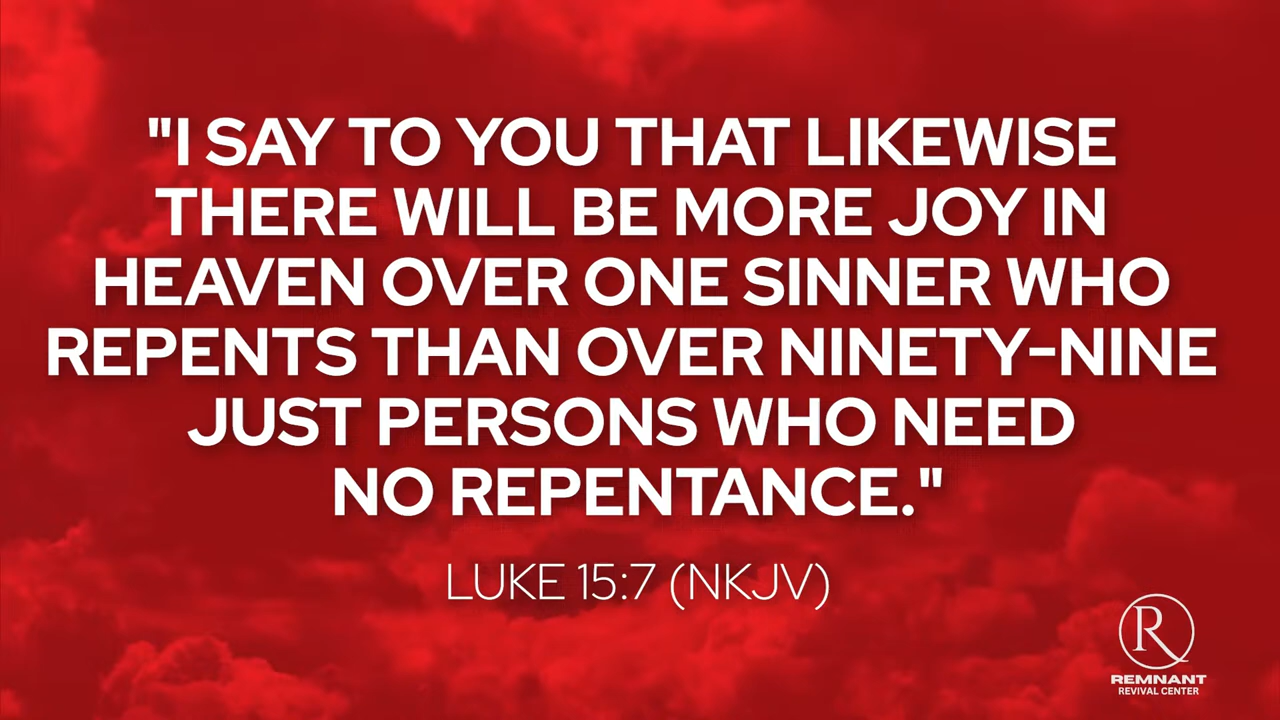 "I SAY TO YOU THAT LIKEWISE
THERE WILL BE MORE JOY IN
HEAVEN OVER ONE SINNER WHO
REPENTS THAN OVER NINETY-NINE
JUST PERSONS WHO NEED
NO REPENTANCE."
LUKE 15:7 (NKJV)
R
REMNANT
REVIVAL CENTER